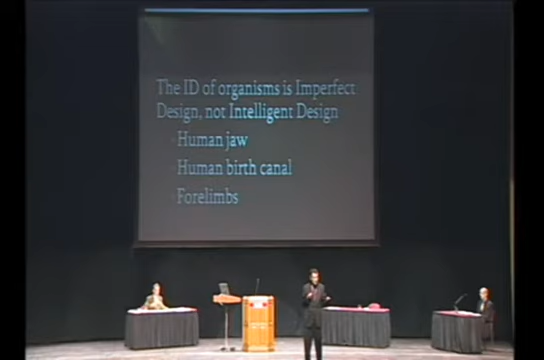 The ID of organisms is Imperfect
Design, not Intelligent Design
Human jaw
Human birth canal
Forelimbs